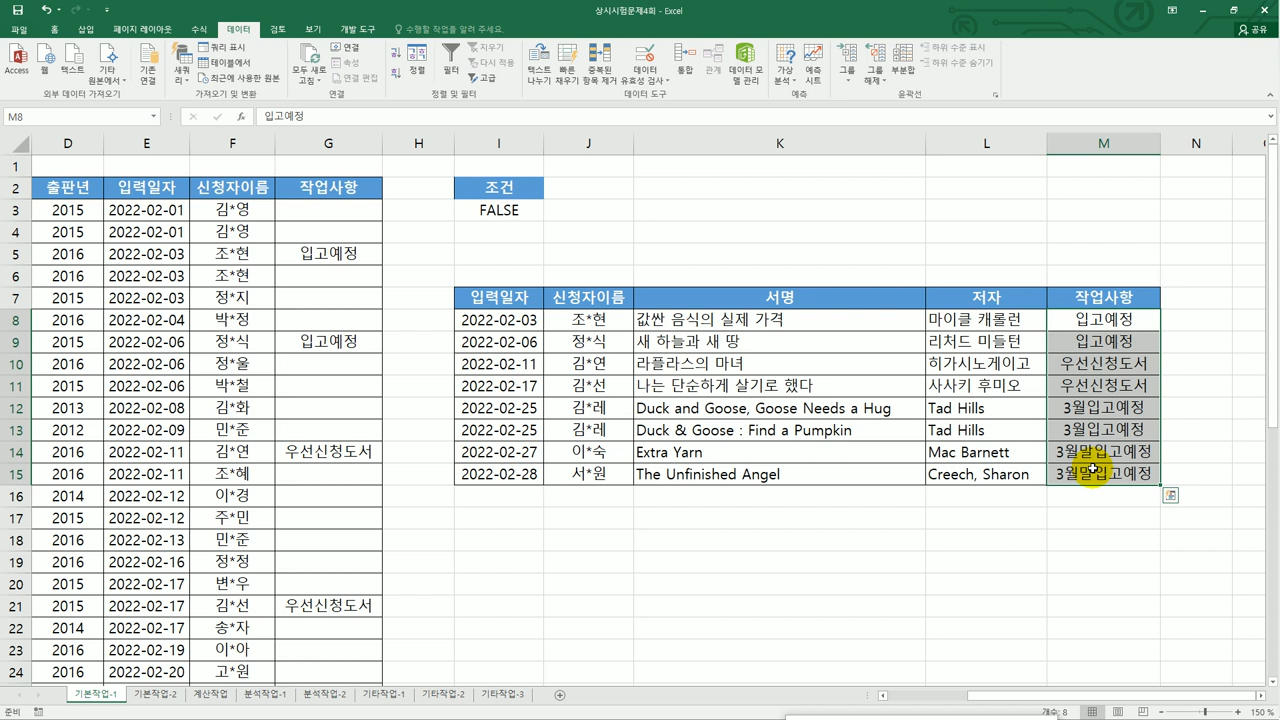 상시시험문제4회 - Excel
파일 홈 삽입 페이지 레이아웃 수식 데이터 검토 보기 개발 도구 수행할 작업을 알려 주세요. 공유
Access 웹 텍스트 기타 원본에서 기존 연결 새쿼리 쿼리 표시 테이블에서 최근에 사용한 원본 모두 새로 고침 연결 속성 연결 편집 정렬 필터 지우기 다시 적용 고급 텍스트 나누기 빠른 채우기 중복된 항목 제거 데이터 유효성 검사 통합 관계 데이터 모델 관리 가상 분석 예측 시트 그룹 그룹 해제 부분합 하위 수준 표시 하위 수준 숨기기
외부 데이터 가져오기 가져오기 및 변환 연결 정렬 및 필터 데이터 도구 예측 윤곽선
M8 fx 입고예정
D E F G H I J K L M N
1
2 출판년 입력일자 신청자이름 작업사항 조건
3 2015 2022-02-01 김*영 FALSE
4 2015 2022-02-01 김*영
5 2016 2022-02-03 조*현 입고예정
6 2016 2022-02-03 조*현
7 2015 2022-02-03 정*지 입력일자 신청자이름 서명 저자 작업사항
8 2016 2022-02-04 박*정 2022-02-03 조*현 값싼 음식의 실제 가격 마이클 캐롤런 입고예정
9 2015 2022-02-06 정*식 입고예정 2022-02-06 정*식 새 하늘과 새 땅 리처드 미들턴 입고예정
10 2016 2022-02-06 정*울 2022-02-11 김*연 라플라스의 마녀 히가시노게이고 우선신청도서
11 2015 2022-02-06 박*철 2022-02-17 김*선 나는 단순하게 살기로 했다 사사키 후미오 우선신청도서
12 2013 2022-02-08 김*화 2022-02-25 김*레 Duck and Goose, Goose Needs a Hug Tad Hills 3월입고예정
13 2012 2022-02-09 민*준 2022-02-25 김*레 Duck & Goose : Find a Pumpkin Tad Hills 3월입고예정
14 2016 2022-02-11 김*연 우선신청도서 2022-02-27 이*숙 Extra Yarn Mac Barnett 3월말입고예정
15 2016 2022-02-11 조*혜 2022-02-28 서*원 The Unfinished Angel Creech, Sharon 3월말입고예정
16 2014 2022-02-12 이*경
17 2015 2022-02-12 주*민
18 2016 2022-02-13 민*준
19 2016 2022-02-16 정*정
20 2015 2022-02-17 변*우
21 2015 2022-02-17 김*선 우선신청도서
22 2014 2022-02-17 송*자
23 2016 2022-02-19 이*아
24 2016 2022-02-20 고*원
기본작업-1 기본작업-2 계산작업 분석작업-1 분석작업-2 기타작업-1 기타작업-2 기타작업-3
준비 개수: 8 150 %